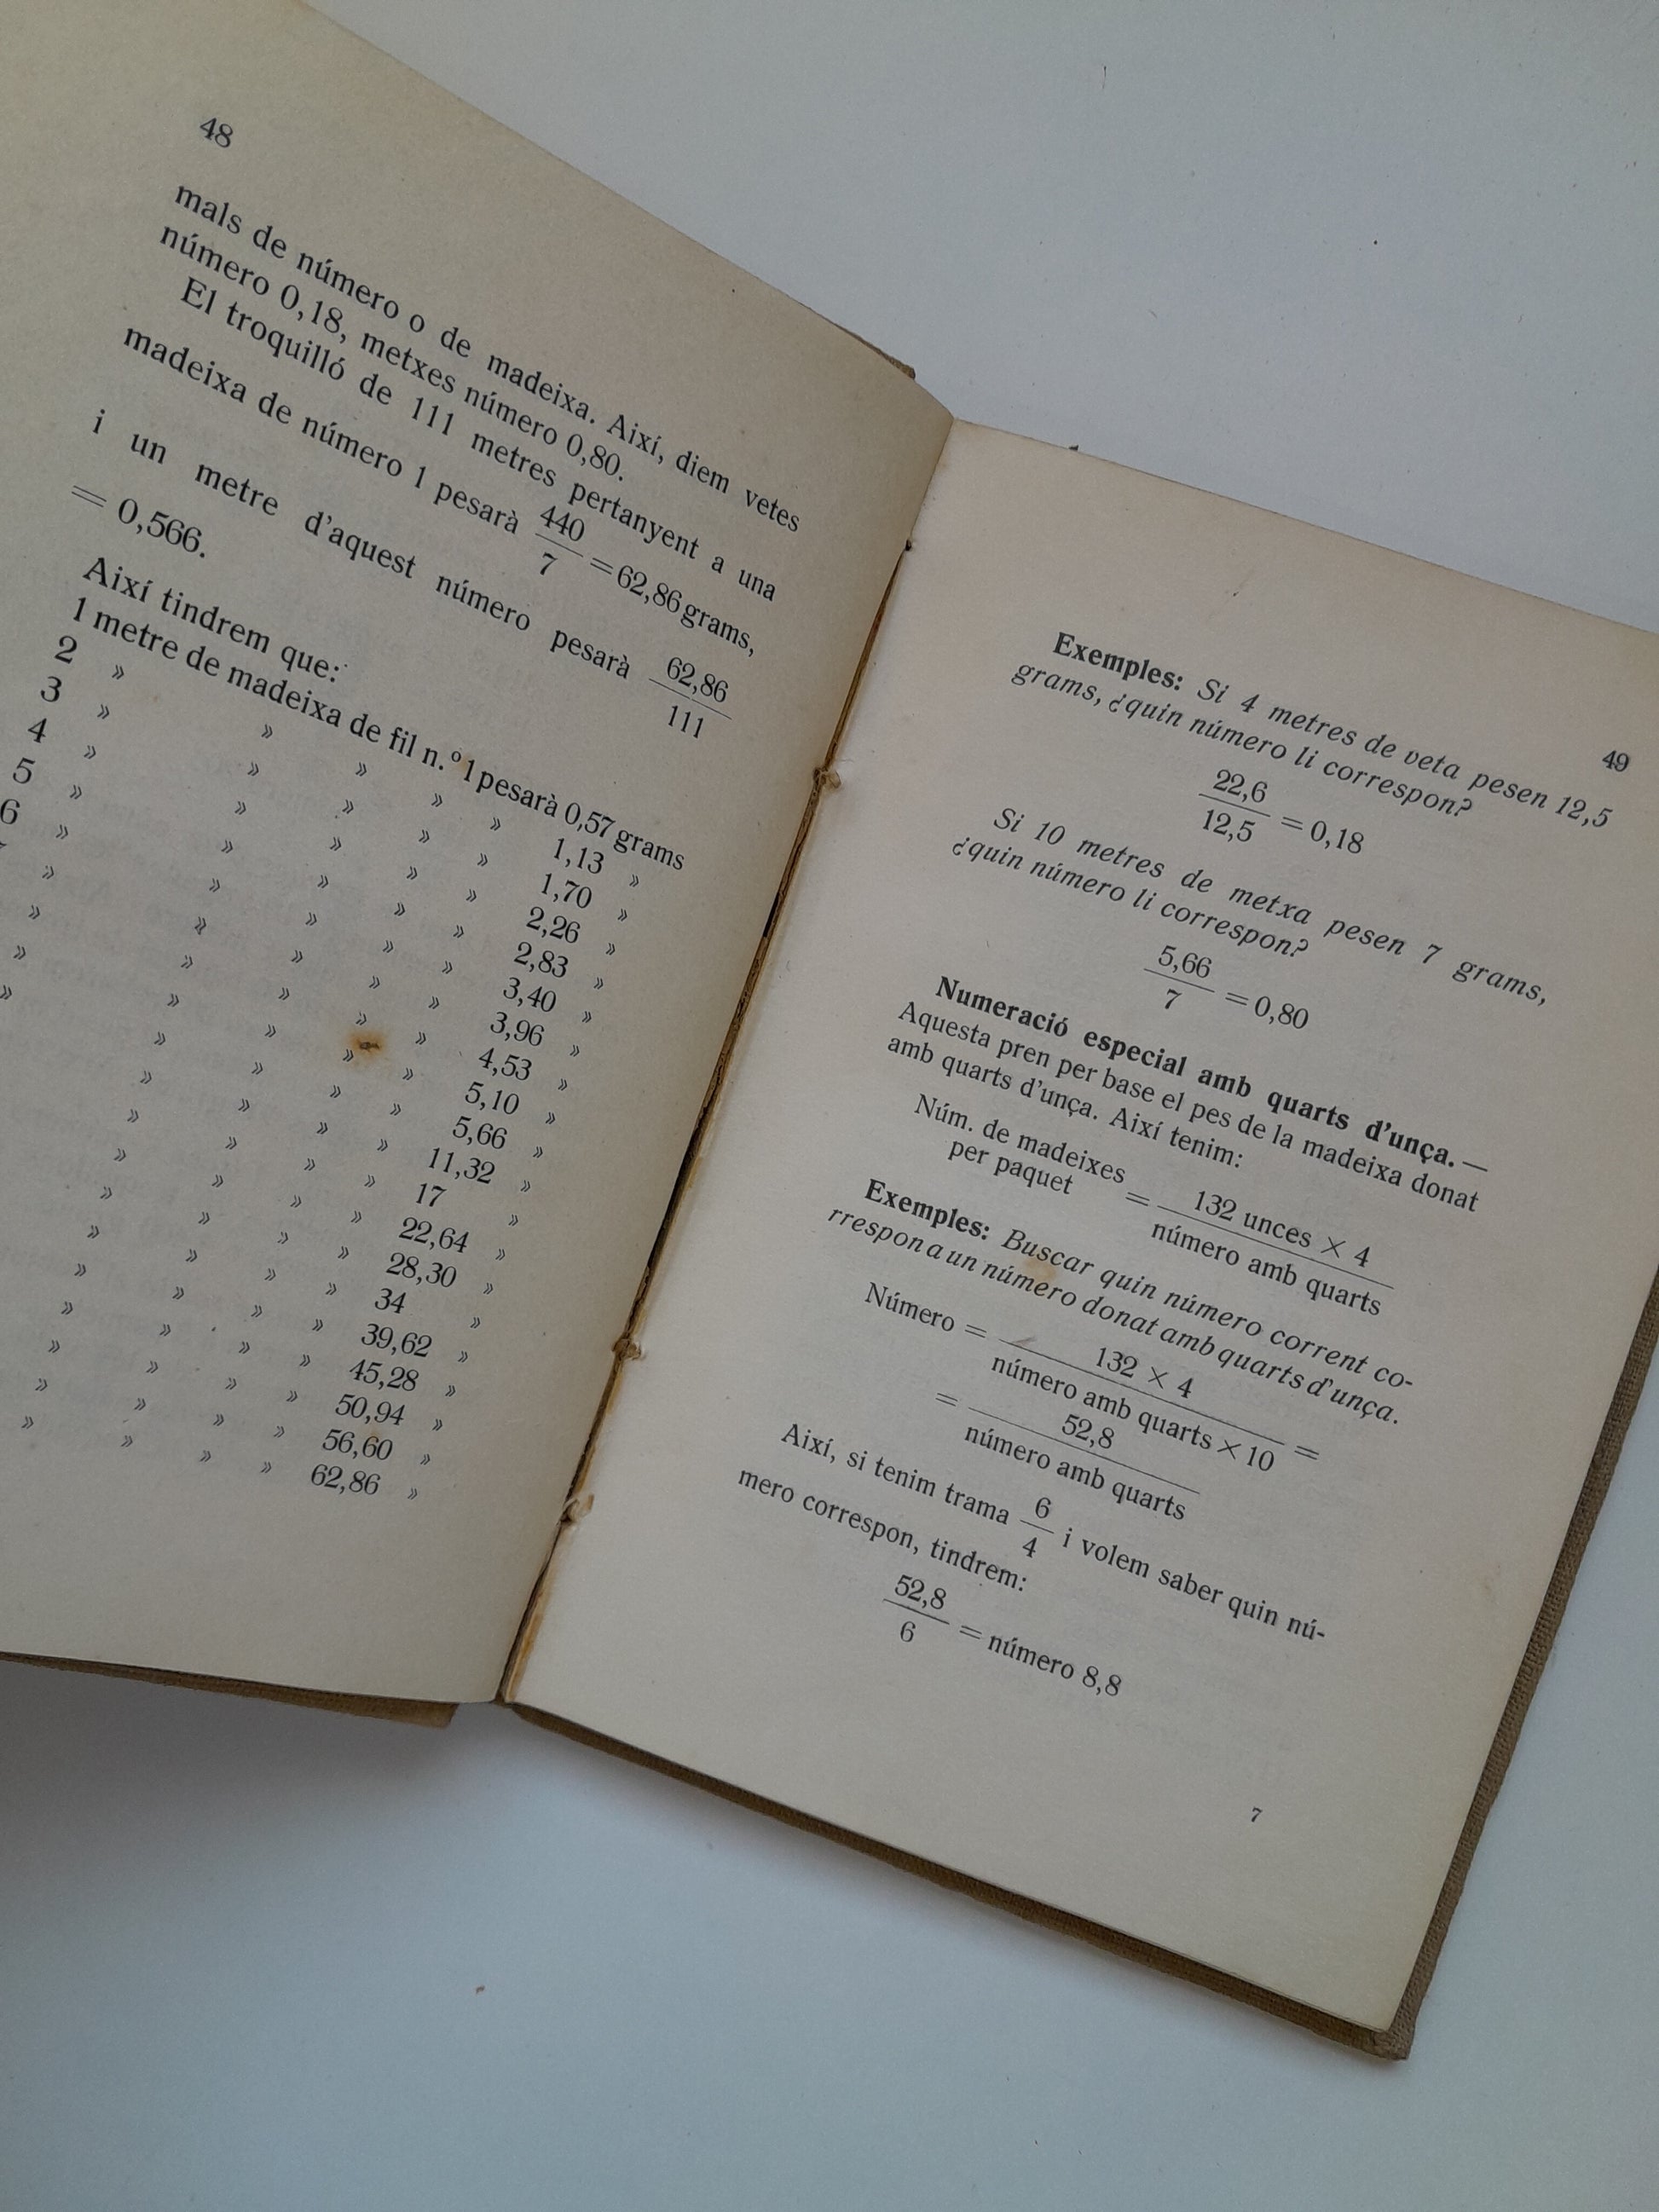 48
mals de número o de madeixa. Així, diem vetes
número 0,18, metxes número 0,80.
El troquilló de 111 metres pertanyent a una
madeixa de número 1 pesarà 440/7 = 62,86 grams,
i un metre d'aquest número pesarà 62,86/111
= 0,566.
Així tindrem que:
1 metre de madeixa de fil n.º 1 pesarà 0,57 grams
2 » » » » » 1,13 »
3 » » » » » 1,70 »
4 » » » » » 2,26 »
5 » » » » » 2,83 »
6 » » » » » 3,40 »
» » » » » 3,96 »
» » » » » 4,53 »
» » » » » 5,10 »
» » » » » 5,66 »
» » » » 11,32 »
» » » » 17 »
» » » » 22,64 »
» » » » 28,30 »
» » » » 34 »
» » » » 39,62 »
» » » » 45,28 »
» » » » 50,94 »
» » » » 56,60 »
» » » » 62,86 »
49
Exemples: Si 4 metres de veta pesen 12,5
grams, ¿quin número li correspon?
22,6/12,5 = 0,18
Si 10 metres de metxa pesen 7 grams,
¿quin número li correspon?
5,66/7 = 0,80
Numeració especial amb quarts d'unça. —
Aquesta pren per base el pes de la madeixa donat
amb quarts d'unça. Així tenim:
Núm. de madeixes per paquet = 132 unces × 4 / número amb quarts
Exemples: Buscar quin número corrent co-
rrespon a un número donat amb quarts d'unça.
Número = 132 × 4 / número amb quarts × 10 =
= 52,8 / número amb quarts
Així, si tenim trama 6/4 i volem saber quin nú-
mero correspon, tindrem:
52,8/6 = número 8,8
7